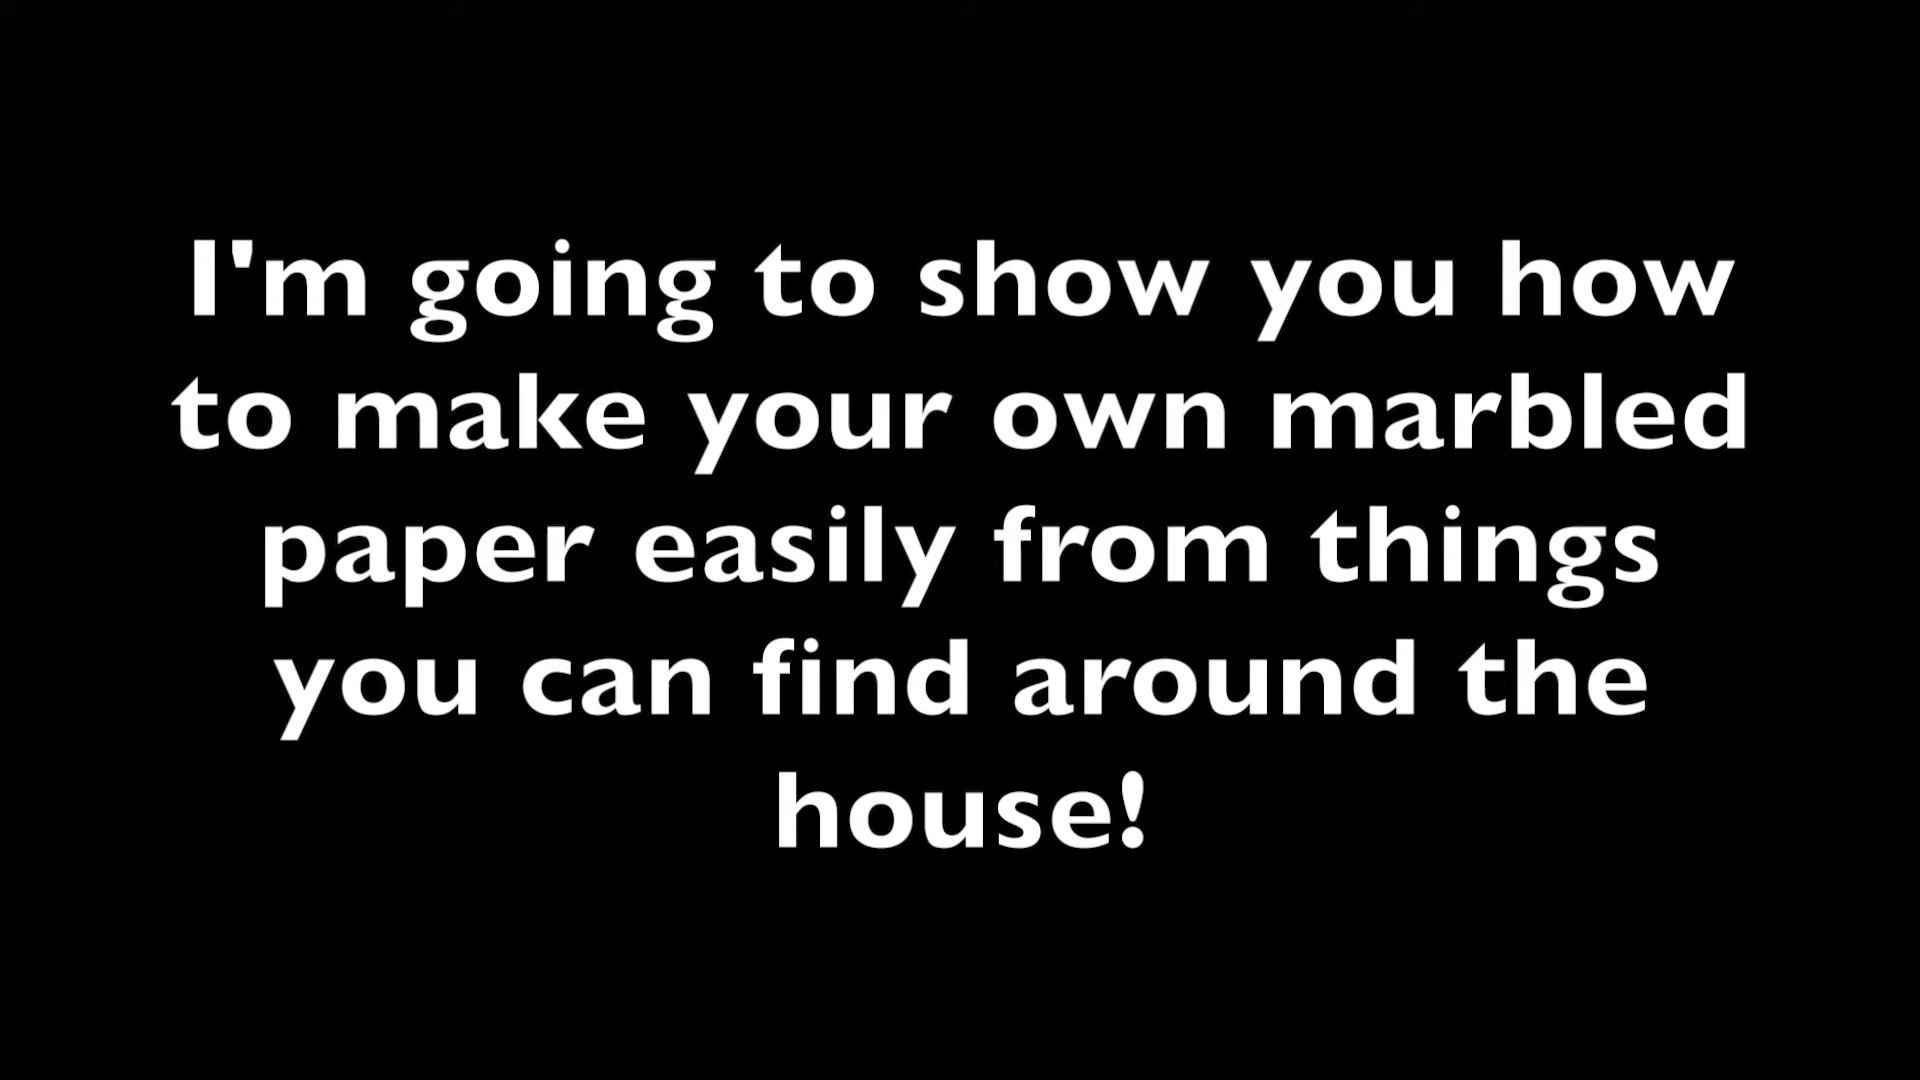 I'm going to show you how
to make your own marbled
paper easily from things
you can find around the
house!